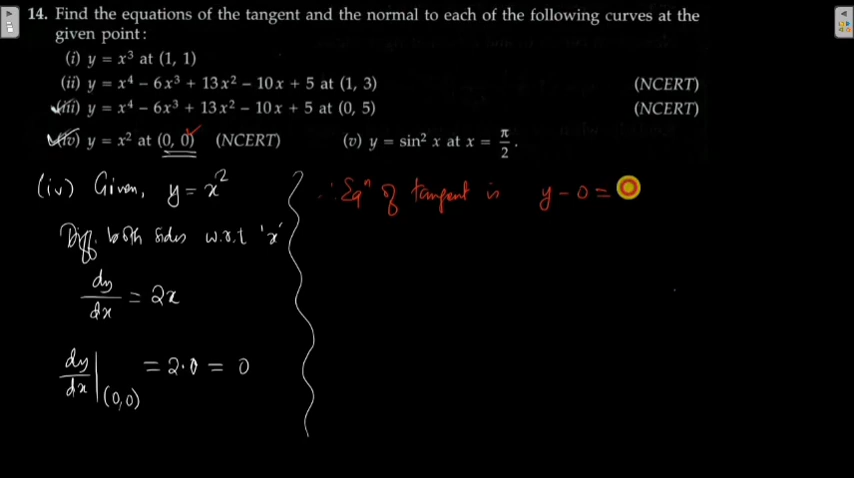 14. Find the equations of the tangent and the normal to each of the following curves at the
given point:
(i) y = x³ at (1, 1)
(ii) y = x⁴ – 6x³ + 13x² – 10x + 5 at (1, 3) (NCERT)
(iii) y = x⁴ – 6x³ + 13x² – 10x + 5 at (0, 5) (NCERT)
(iv) y = x² at (0, 0) (NCERT) (v) y = sin² x at x = π/2.
(iv) Given, y = x²
Diff. both sides w.r.t 'x'
dy/dx = 2x
dy/dx|(0,0) = 2·0 = 0
∴ Eqⁿ of tangent is y – 0 =